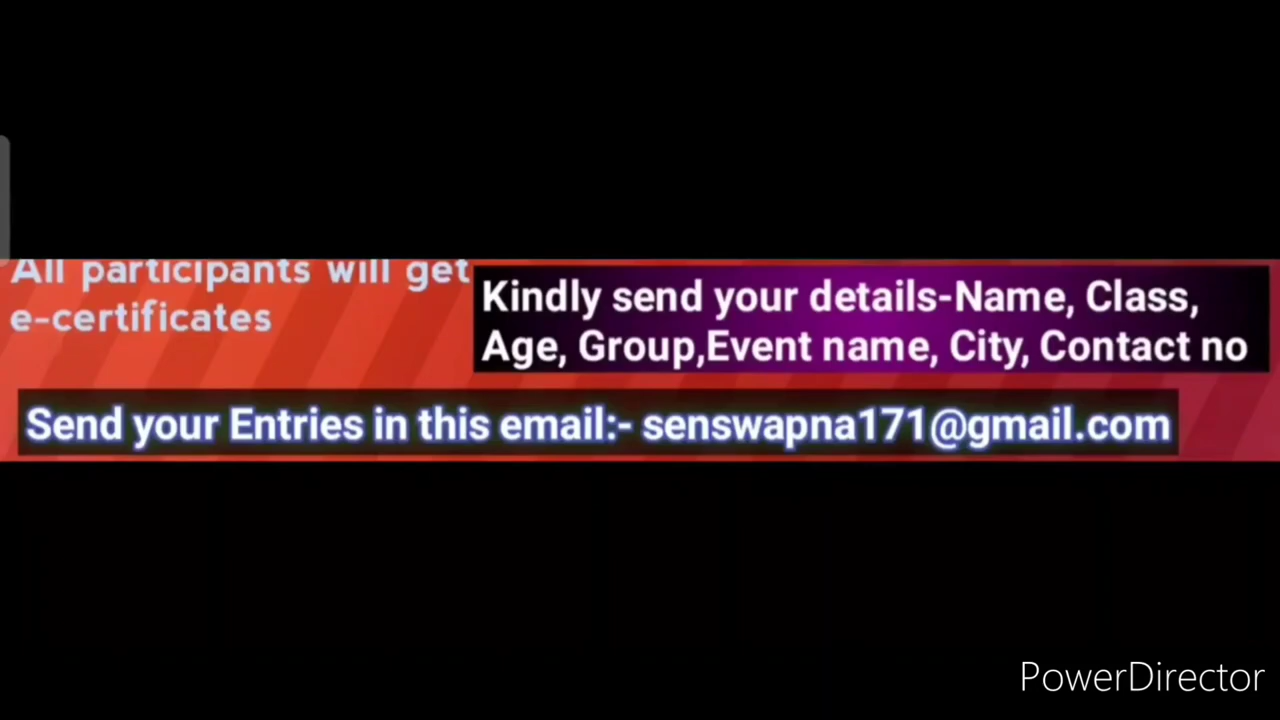 All participants will get
e-certificates
Kindly send your details-Name, Class,
Age, Group,Event name, City, Contact no
Send your Entries in this email:- senswapna171@gmail.com
PowerDirector